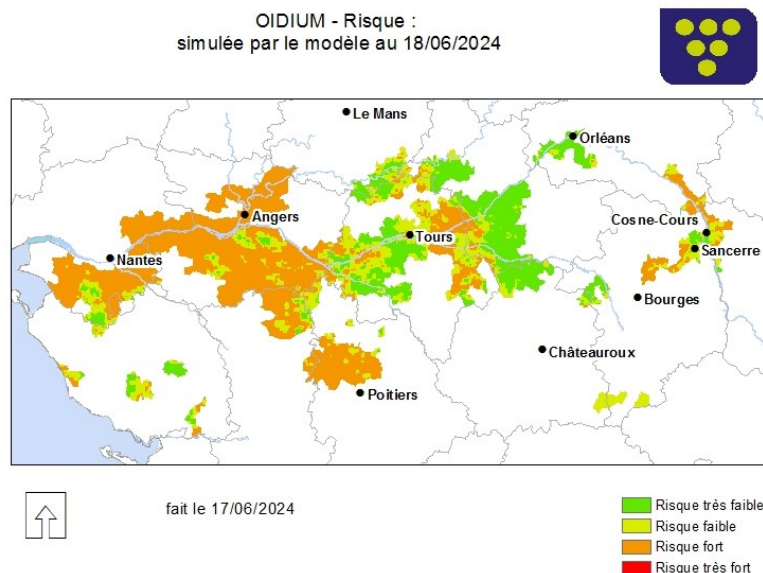 OIDIUM - Risque :
simulée par le modèle au 18/06/2024
Le Mans
Orléans
Angers
Cosne-Cours
Tours
Sancerre
Nantes
Bourges
Châteauroux
Poitiers
fait le 17/06/2024
Risque très faible
Risque faible
Risque fort
Risque très fort